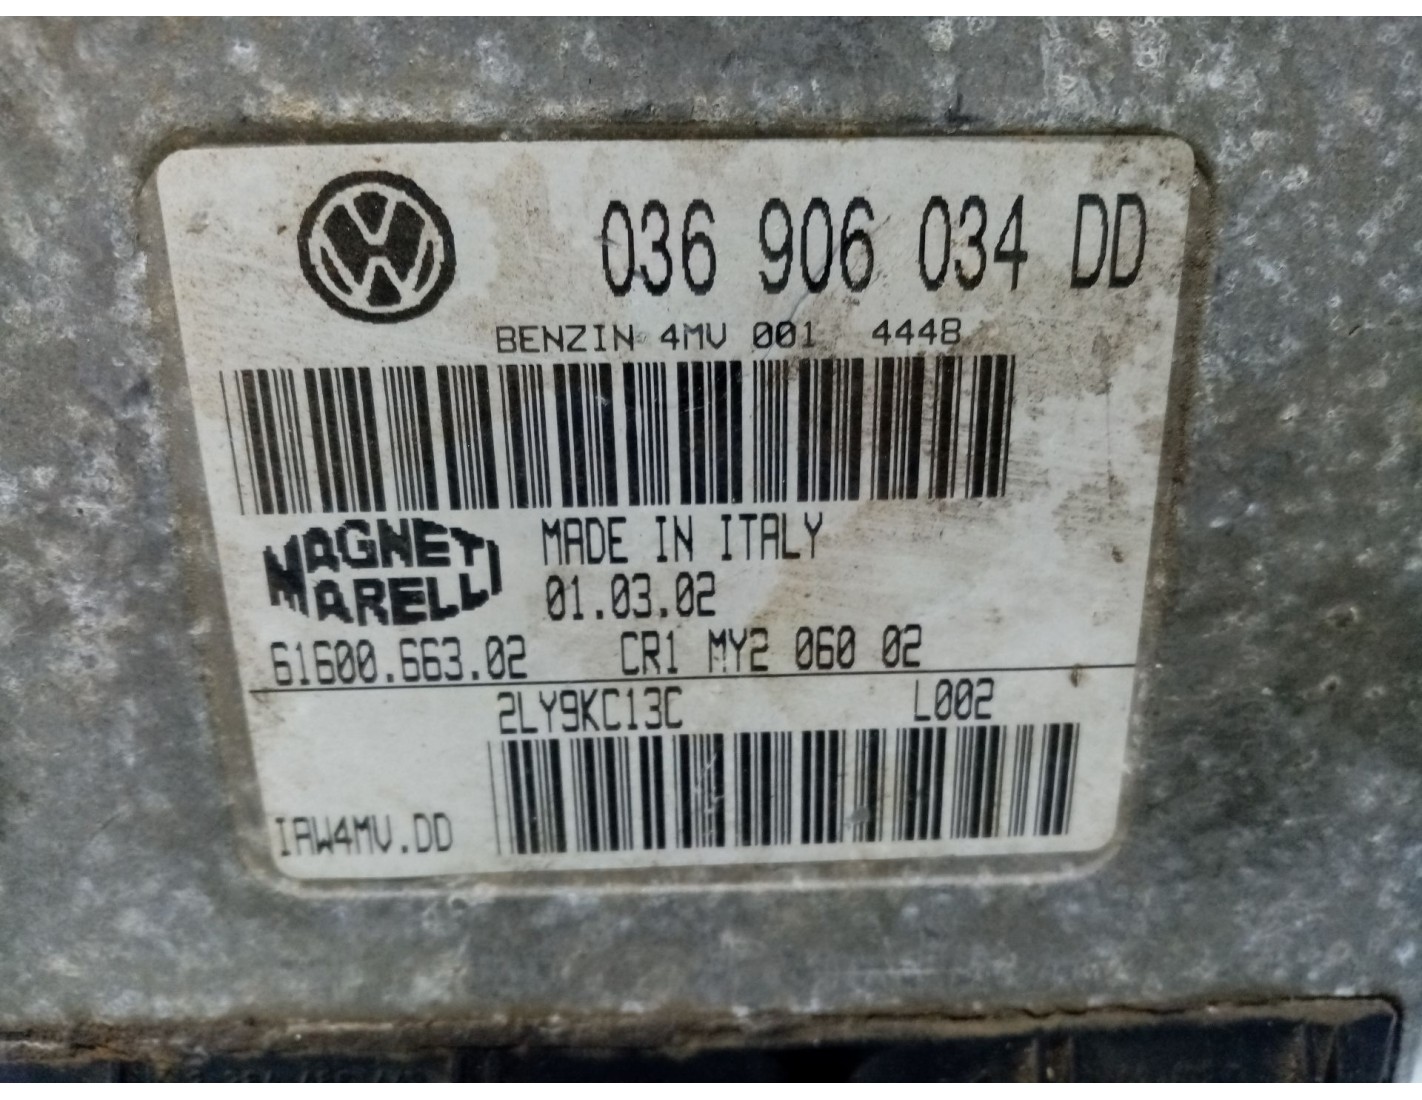 036 906 034 DD
BENZIN 4MV 001 4448
MAGNETI MARELLI
MADE IN ITALY
01.03.02
61600.663.02 CR1 MY2 060 02
2LY9KC13C L002
IAW4MV.DD